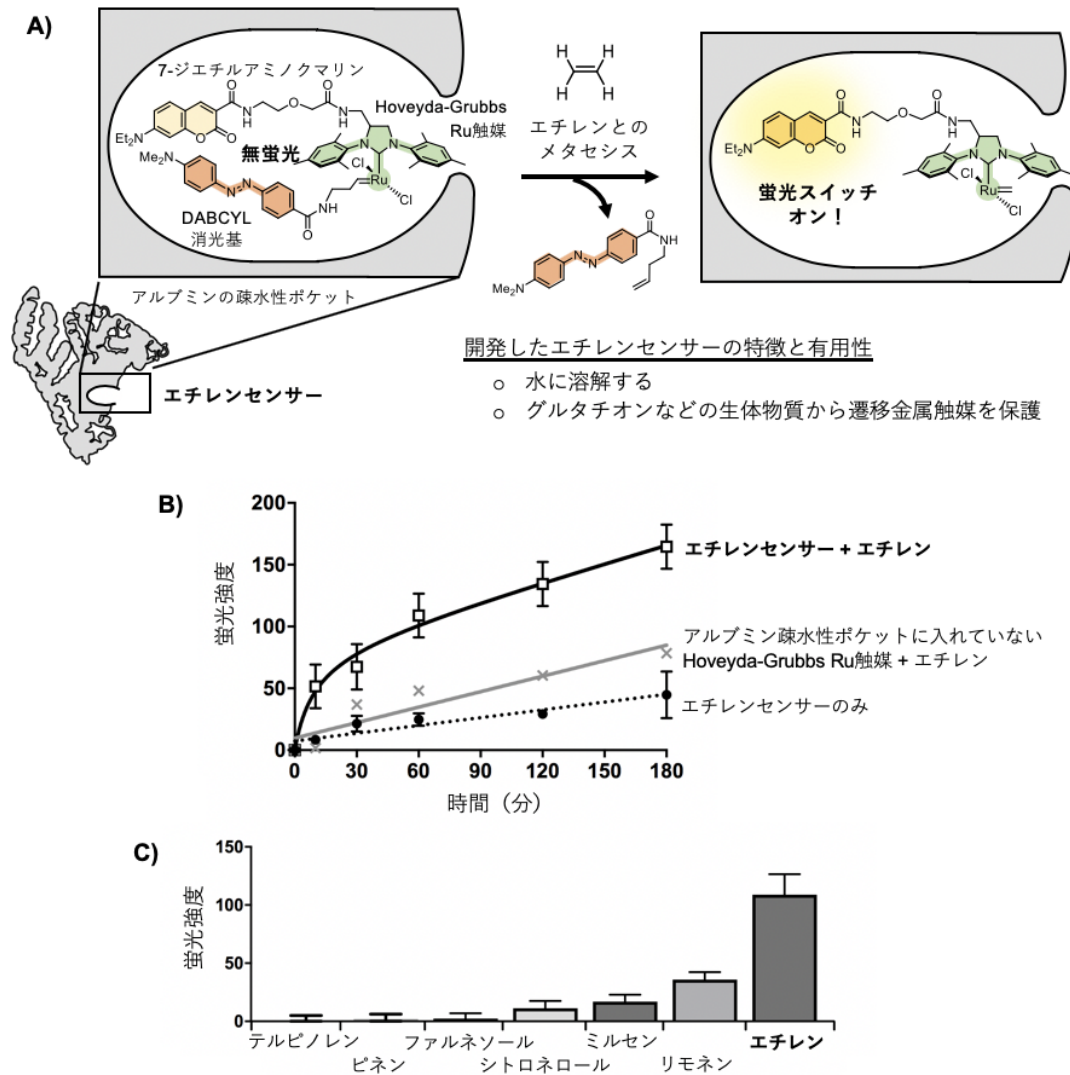 A)
7-ジエチルアミノクマリン
O
O
N
H
O
N
H
Hoveyda-Grubbs
Ru触媒
Et2N
O
O
無蛍光
N
N
Me2N
Cl
Ru
N
N
Cl
H
N
DABCYL
消光基
O
アルブミンの疎水性ポケット
エチレンセンサー
H
H
H
H
エチレンとの
メタセシス
O
NH
N
N
Me2N
O
O
N
H
O
N
H
Et2N
O
O
N
N
Cl
Ru
Cl
蛍光スイッチ
オン！
開発したエチレンセンサーの特徴と有用性
○ 水に溶解する
○ グルタチオンなどの生体物質から遷移金属触媒を保護
B)
蛍光強度
200
150
100
50
0
0 30 60 90 120 150 180
時間（分）
エチレンセンサー + エチレン
アルブミン疎水性ポケットに入れていない
Hoveyda-Grubbs Ru触媒 + エチレン
エチレンセンサーのみ
C)
蛍光強度
150
100
50
0
テルピノレン
ピネン
ファルネソール
シトロネロール
ミルセン
リモネン
エチレン